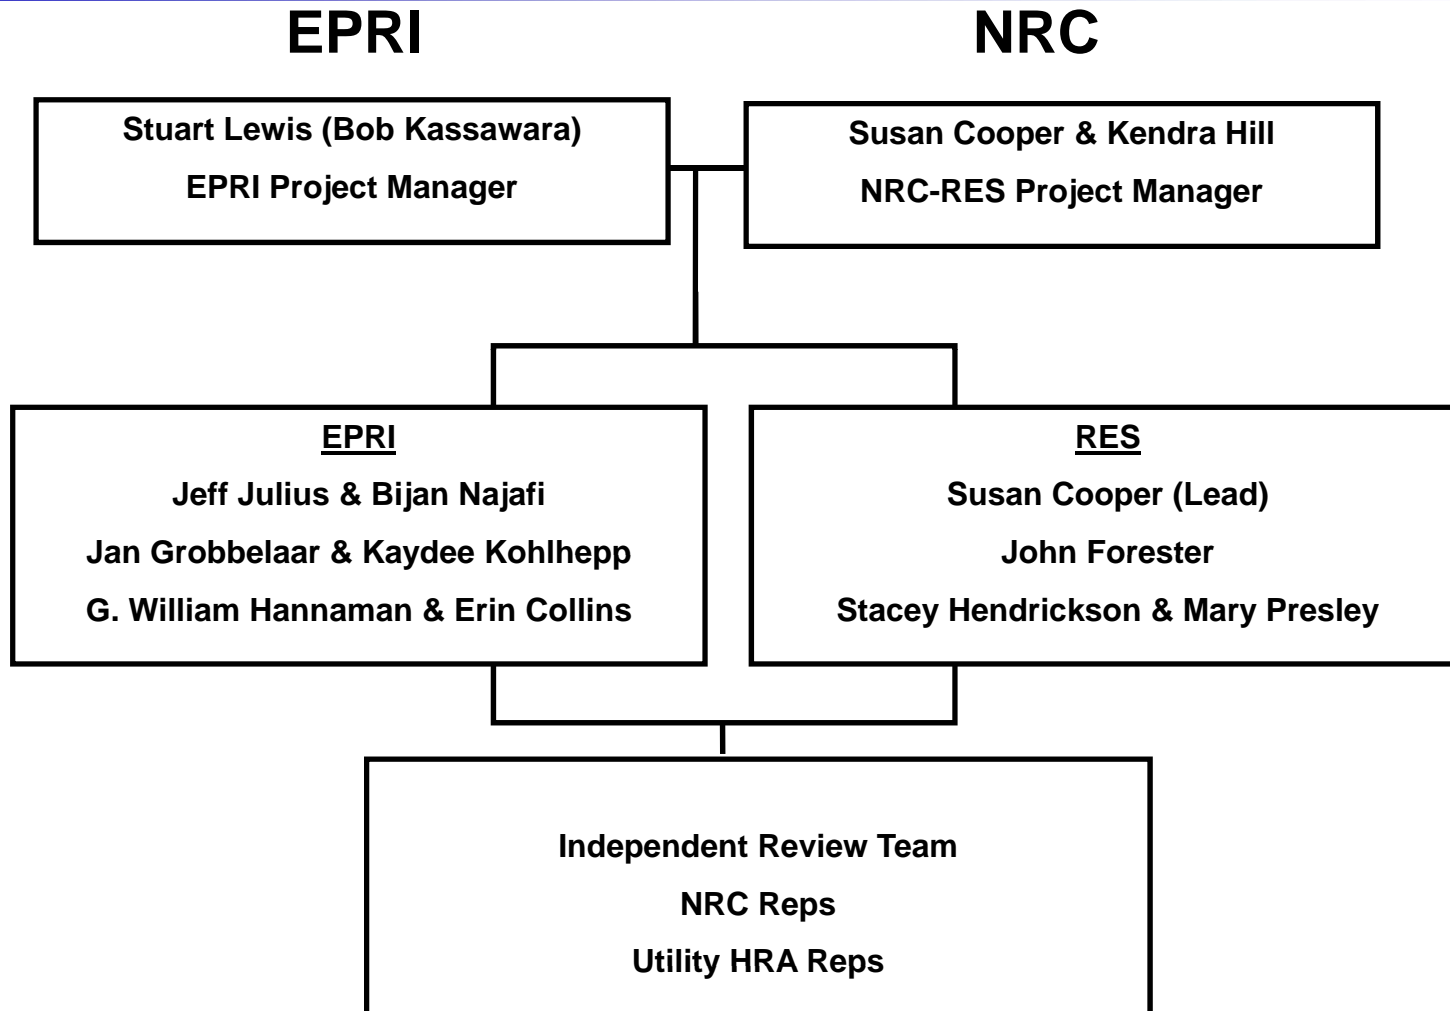 EPRI
NRC
Stuart Lewis (Bob Kassawara)
EPRI Project Manager
Susan Cooper & Kendra Hill
NRC-RES Project Manager
EPRI
Jeff Julius & Bijan Najafi
Jan Grobbelaar & Kaydee Kohlhepp
G. William Hannaman & Erin Collins
RES
Susan Cooper (Lead)
John Forester
Stacey Hendrickson & Mary Presley
Independent Review Team
NRC Reps
Utility HRA Reps